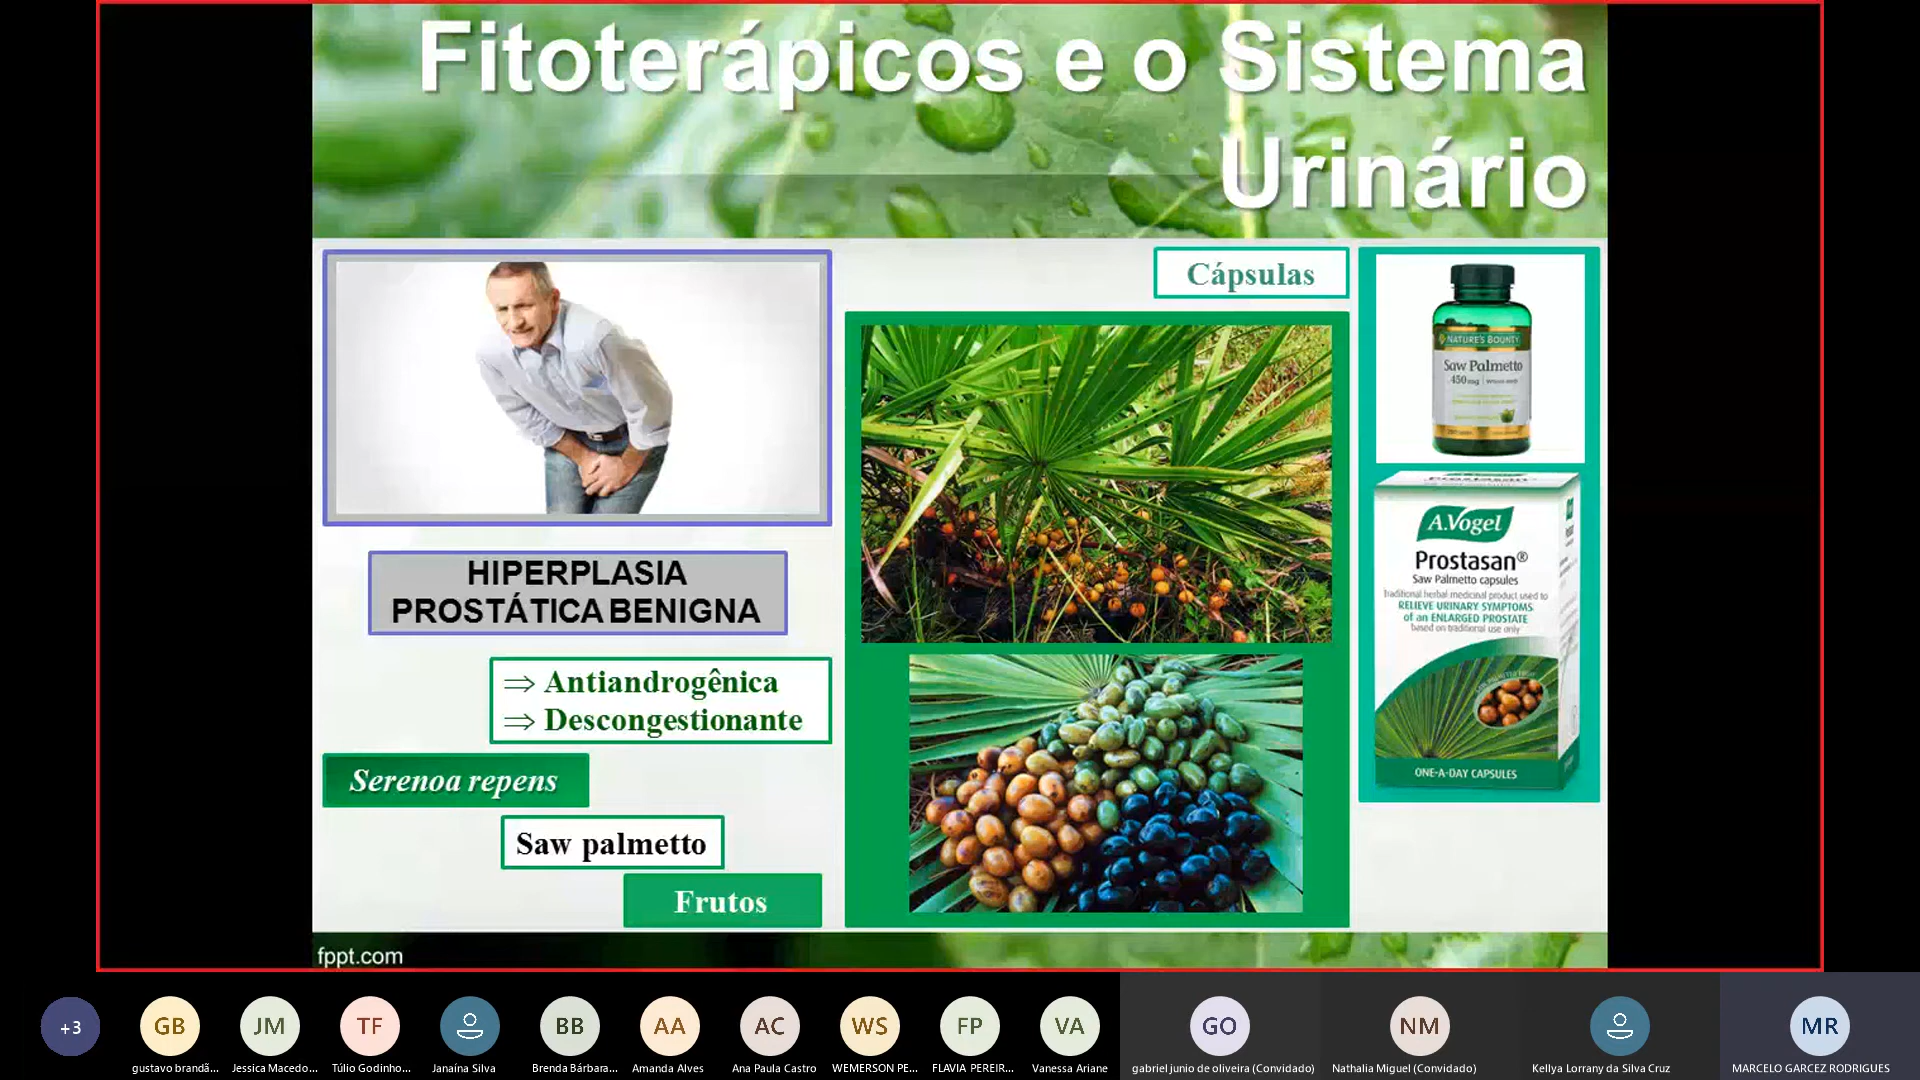 Fitoterápicos e o Sistema
Urinário
Cápsulas
NATURE'S BOUNTY
Saw Palmetto
450 mg
HIPERPLASIA
PROSTÁTICA BENIGNA
⇒ Antiandrogênica
⇒ Descongestionante
Serenoa repens
Saw palmetto
Frutos
A.Vogel
Prostasan®
Saw Palmetto capsules
Traditional herbal medicinal product used to
RELIEVE URINARY SYMPTOMS
of an ENLARGED PROSTATE
based on traditional use only
ONE-A-DAY CAPSULES
fppt.com
+3
GB
JM
TF
BB
AA
AC
WS
FP
VA
GO
NM
MR
gustavo brandã...
Jessica Macedo...
Túlio Godinho...
Janaína Silva
Brenda Bárbara...
Amanda Alves
Ana Paula Castro
WEMERSON PE...
FLAVIA PEREIR...
Vanessa Ariane
gabriel junio de oliveira (Convidado)
Nathalia Miguel (Convidado)
Kellya Lorrany da Silva Cruz
MARCELO GARCEZ RODRIGUES